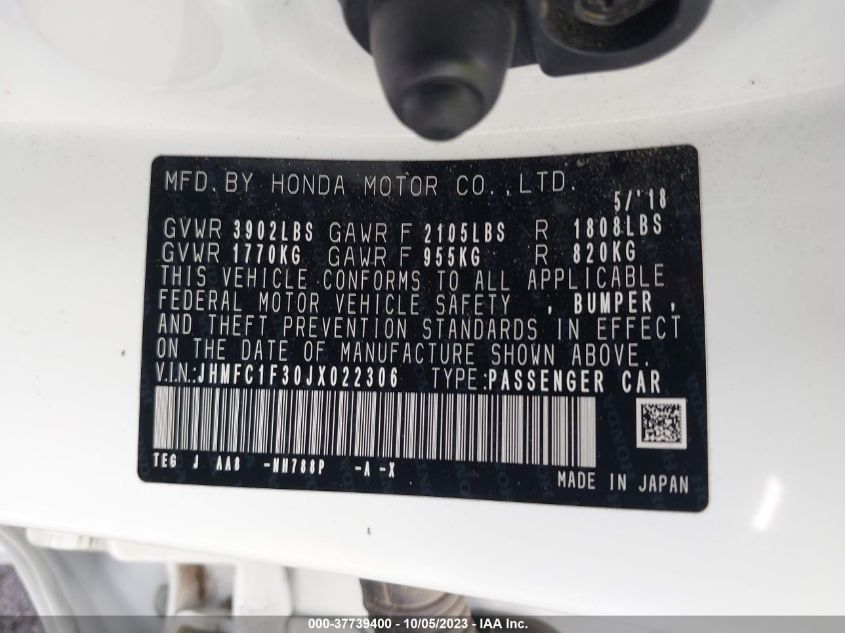 MFD. BY HONDA MOTOR CO., LTD. 5/'18
GVWR 3902LBS GAWR F 2105LBS R 1808LBS
GVWR 1770KG GAWR F 955KG R 820KG
THIS VEHICLE CONFORMS TO ALL APPLICABLE
FEDERAL MOTOR VEHICLE SAFETY , BUMPER ,
AND THEFT PREVENTION STANDARDS IN EFFECT
ON THE DATE OF MANUFACTURE SHOWN ABOVE.
V.I.N.:JHMFC1F30JX022306 TYPE:PASSENGER CAR
TEG J AA8 -NH788P -A -X
MADE IN JAPAN
000-37739400 - 10/05/2023 - IAA Inc.